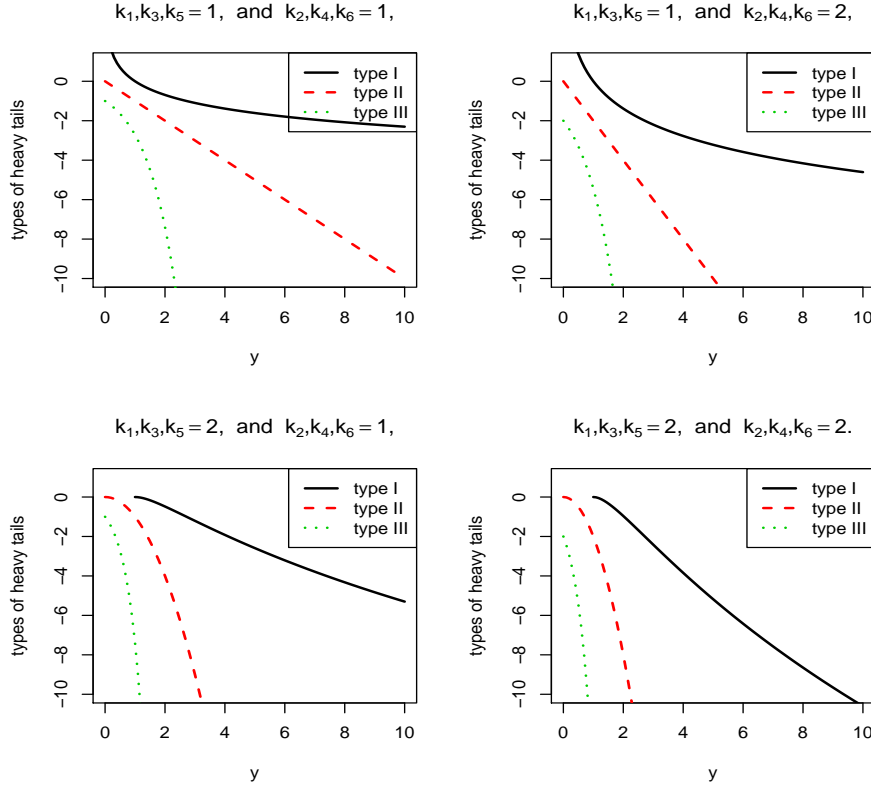 k₁,k₃,k₅ = 1, and k₂,k₄,k₆ = 1,
types of heavy tails
0
−2
−4
−6
−8
−10
type I
type II
type III
0 2 4 6 8 10
y
k₁,k₃,k₅ = 1, and k₂,k₄,k₆ = 2,
types of heavy tails
0
−2
−4
−6
−8
−10
type I
type II
type III
0 2 4 6 8 10
y
k₁,k₃,k₅ = 2, and k₂,k₄,k₆ = 1,
types of heavy tails
0
−2
−4
−6
−8
−10
type I
type II
type III
0 2 4 6 8 10
y
k₁,k₃,k₅ = 2, and k₂,k₄,k₆ = 2.
types of heavy tails
0
−2
−4
−6
−8
−10
type I
type II
type III
0 2 4 6 8 10
y